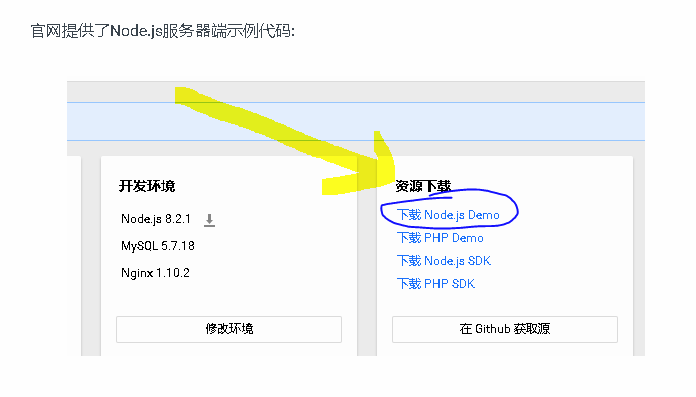 官网提供了Node.js服务器端示例代码:
开发环境
Node.js 8.2.1
MySQL 5.7.18
Nginx 1.10.2
修改环境
资源下载
下载 Node.js Demo
下载 PHP Demo
下载 Node.js SDK
下载 PHP SDK
在 Github 获取源